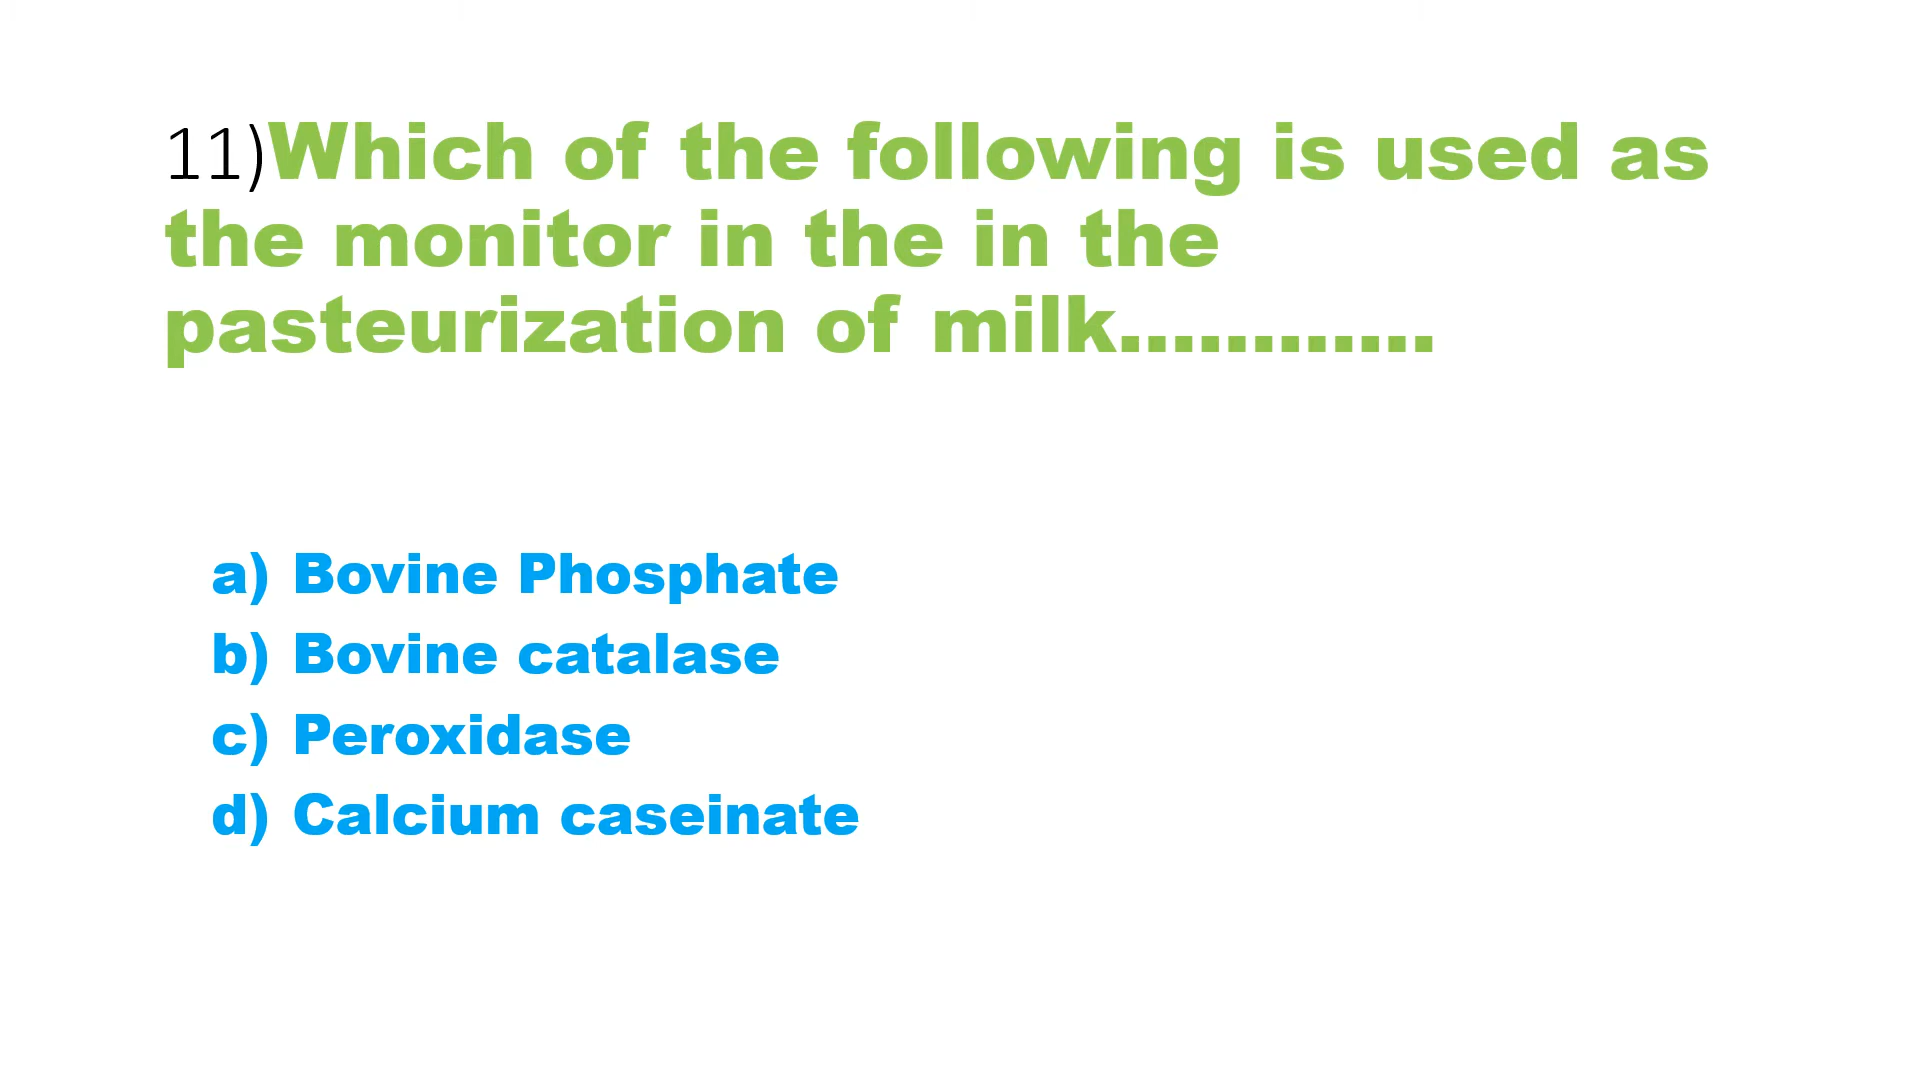 11)Which of the following is used as
the monitor in the in the
pasteurization of milk............
a) Bovine Phosphate
b) Bovine catalase
c) Peroxidase
d) Calcium caseinate